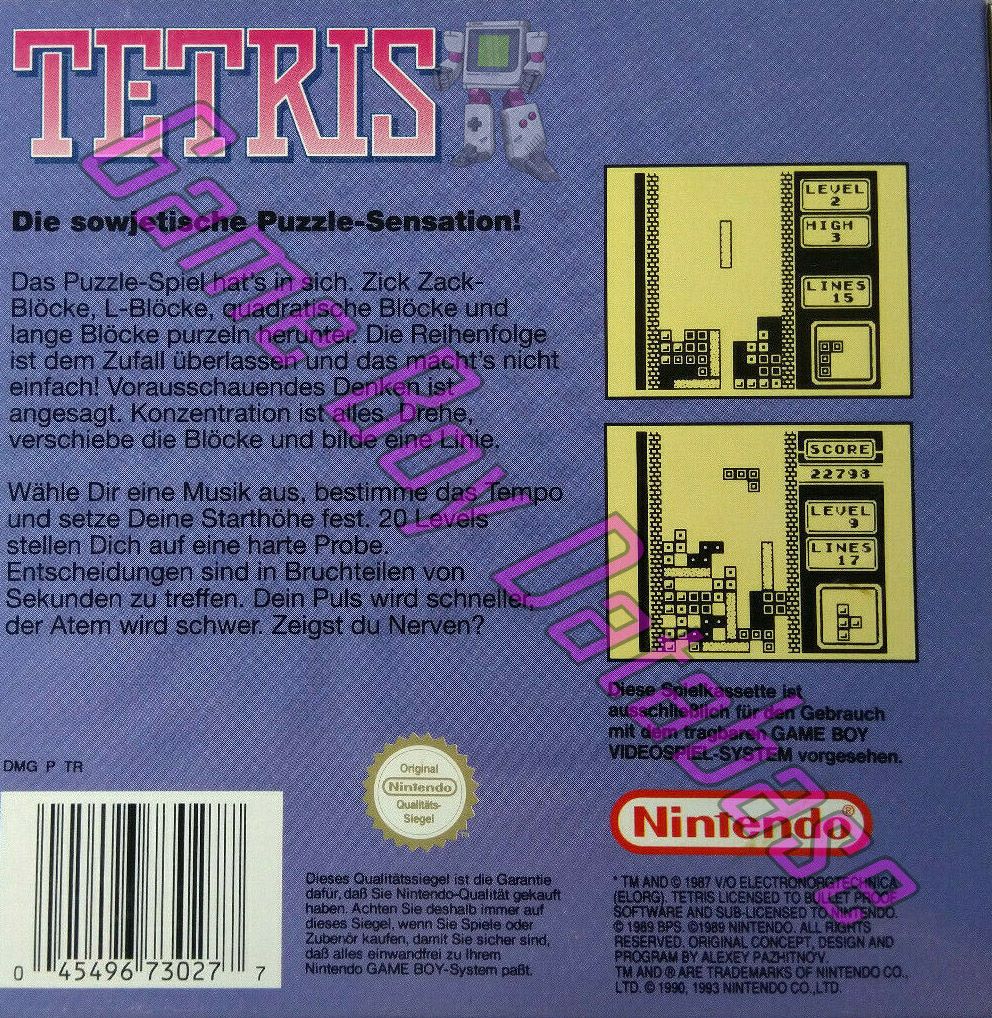 TETRIS
Die sowjetische Puzzle-Sensation!
Das Puzzle-Spiel hat's in sich. Zick Zack-
Blöcke, L-Blöcke, quadratische Blöcke und
lange Blöcke purzeln herunter. Die Reihenfolge
ist dem Zufall überlassen und das macht's nicht
einfach! Vorausschauendes Denken ist
angesagt. Konzentration ist alles. Drehe,
verschiebe die Blöcke und bilde eine Linie.
Wähle Dir eine Musik aus, bestimme das Tempo
und setze Deine Starthöhe fest. 20 Levels
stellen Dich auf eine harte Probe.
Entscheidungen sind in Bruchteilen von
Sekunden zu treffen. Dein Puls wird schneller,
der Atem wird schwer. Zeigst du Nerven?
LEVEL
2
HIGH
3
LINES
15
SCORE
22798
LEVEL
9
LINES
17
Diese Spielkassette ist
ausschließlich für den Gebrauch
mit dem tragbaren GAME BOY
VIDEOSPIEL-SYSTEM vorgesehen.
DMG P TR
0 45496 73027 7
Original
Nintendo
Qualitäts-
Siegel
TM
Dieses Qualitätssiegel ist die Garantie
dafür, daß Sie Nintendo-Qualität gekauft
haben. Achten Sie deshalb immer auf
dieses Siegel, wenn Sie Spiele oder
Zubehör kaufen, damit Sie sicher sind,
daß alles einwandfrei zu Ihrem
Nintendo GAME BOY-System paßt.
Nintendo®
* TM AND © 1987 V/O ELECTRONORGTECHNICA
(ELORG). TETRIS LICENSED TO BULLET PROOF
SOFTWARE AND SUB-LICENSED TO NINTENDO.
© 1989 BPS. ©1989 NINTENDO. ALL RIGHTS
RESERVED. ORIGINAL CONCEPT, DESIGN AND
PROGRAM BY ALEXEY PAZHITNOV.
TM AND ® ARE TRADEMARKS OF NINTENDO CO.,
LTD. © 1990, 1993 NINTENDO CO.,LTD.
Game Boy Database